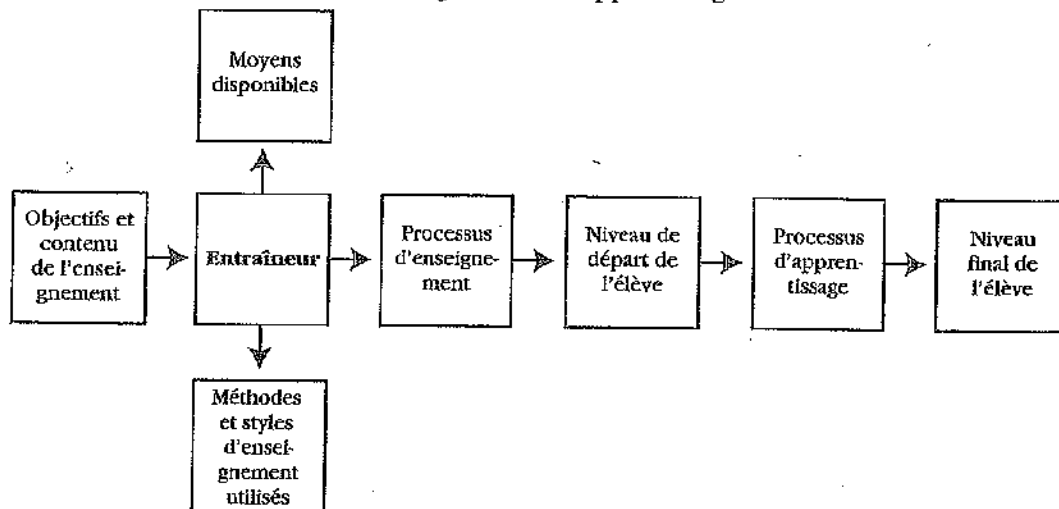 Moyens
disponibles
Objectifs et
contenu
de l'ensei-
gnement
Entraîneur
Processus
d'enseigne-
ment
Niveau de
départ de
l'élève
Processus
d'appren-
tissage
Niveau
final de
l'élève
Méthodes
et styles
d'ensei-
gnement
utilisés